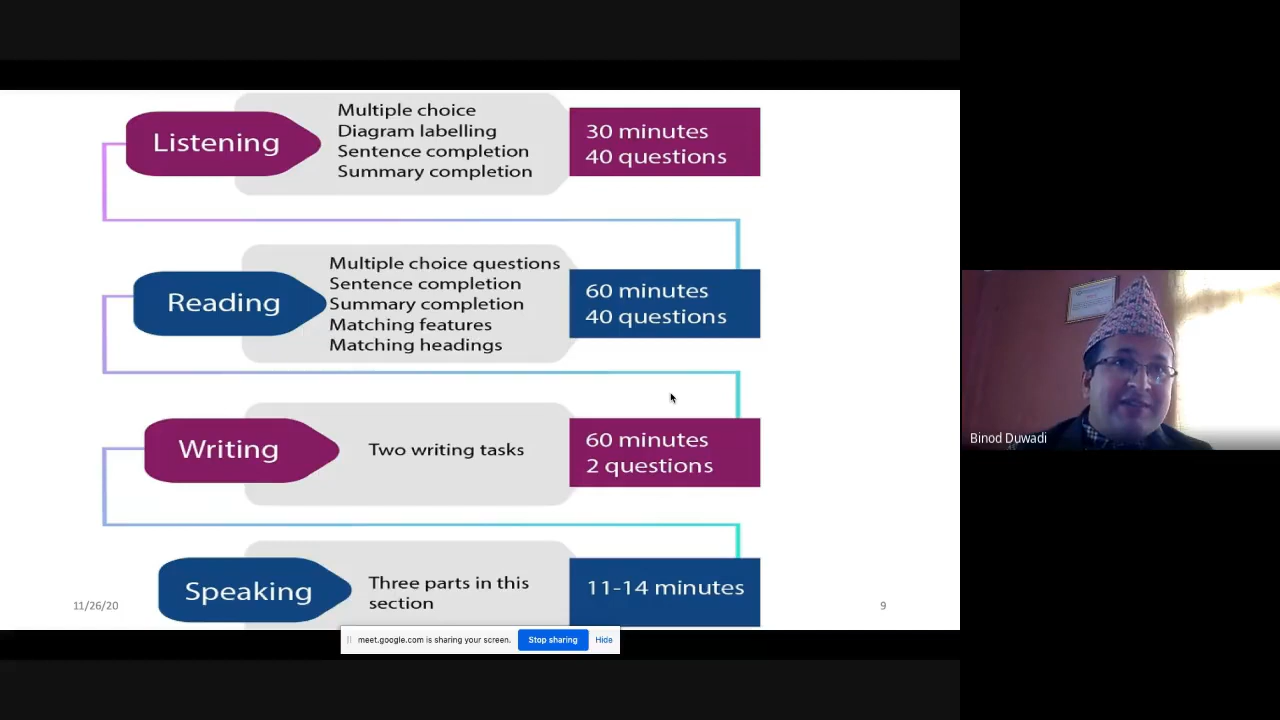 Listening
Multiple choice
Diagram labelling
Sentence completion
Summary completion
30 minutes
40 questions
Reading
Multiple choice questions
Sentence completion
Summary completion
Matching features
Matching headings
60 minutes
40 questions
Writing
Two writing tasks
60 minutes
2 questions
Speaking
Three parts in this
section
11-14 minutes
11/26/20
9
meet.google.com is sharing your screen.
Stop sharing
Hide
Binod Duwadi